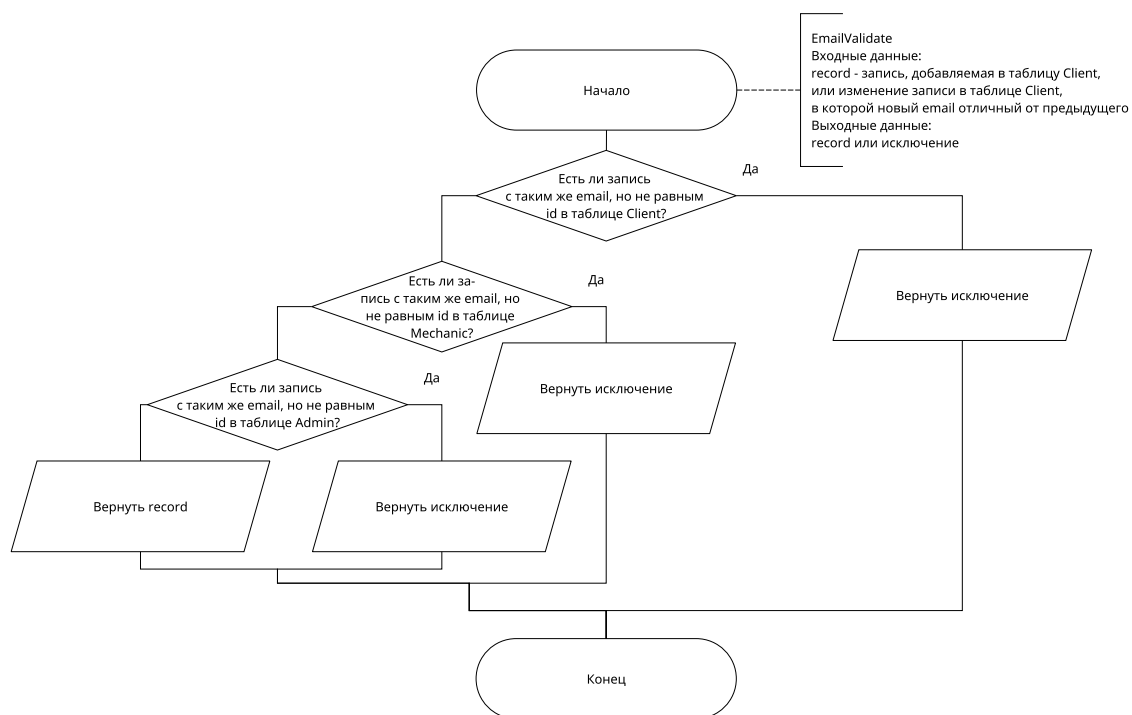 EmailValidate
Входные данные:
record - запись, добавляемая в таблицу Client,
или изменение записи в таблице Client,
в которой новый email отличный от предыдущего
Выходные данные:
record или исключение
Начало
Да
Есть ли запись
с таким же email, но не равным
id в таблице Client?
Да
Есть ли за-
пись с таким же email, но
не равным id в таблице
Mechanic?
Вернуть исключение
Да
Есть ли запись
с таким же email, но не равным
id в таблице Admin?
Вернуть исключение
Вернуть record
Вернуть исключение
Конец